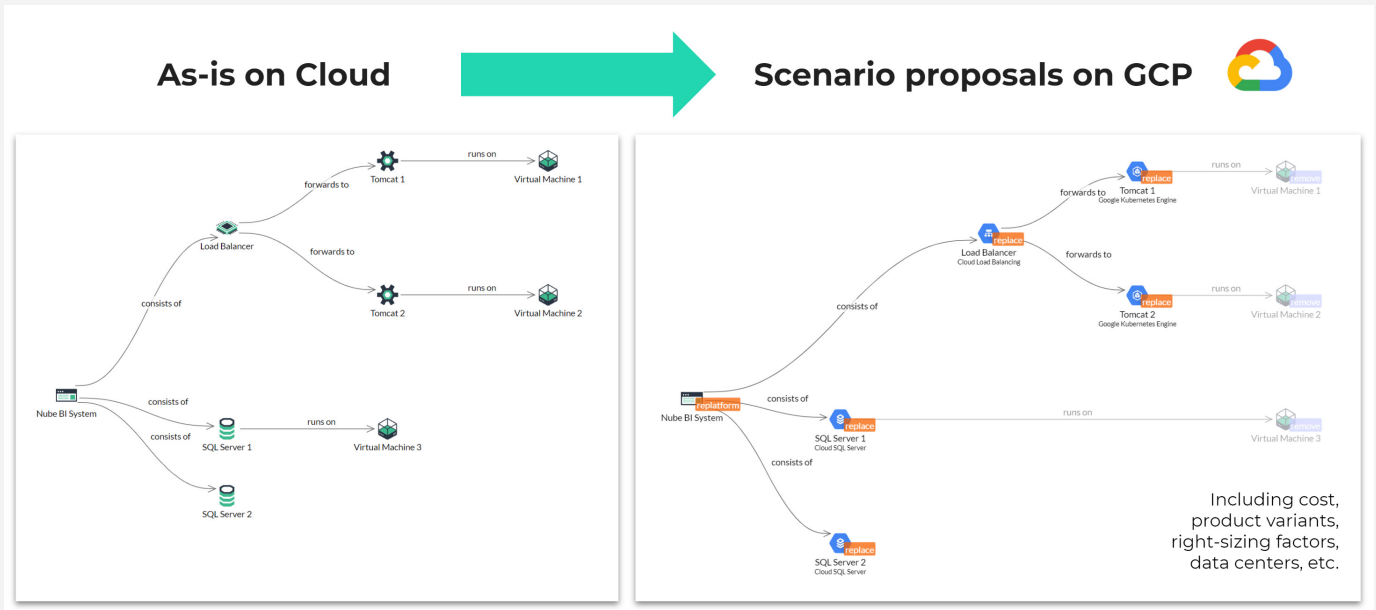 As-is on Cloud
Scenario proposals on GCP
runs on
Tomcat 1
Virtual Machine 1
forwards to
Load Balancer
forwards to
runs on
Tomcat 2
Virtual Machine 2
consists of
Nube BI System
consists of
runs on
consists of
SQL Server 1
Virtual Machine 3
SQL Server 2
runs on
replace
remove
Tomcat 1
Google Kubernetes Engine
Virtual Machine 1
forwards to
replace
Load Balancer
Cloud Load Balancing
forwards to
runs on
replace
remove
Tomcat 2
Google Kubernetes Engine
Virtual Machine 2
consists of
replatform
Nube BI System
consists of
runs on
replace
remove
SQL Server 1
Cloud SQL Server
Virtual Machine 3
consists of
replace
SQL Server 2
Cloud SQL Server
Including cost,
product variants,
right-sizing factors,
data centers, etc.